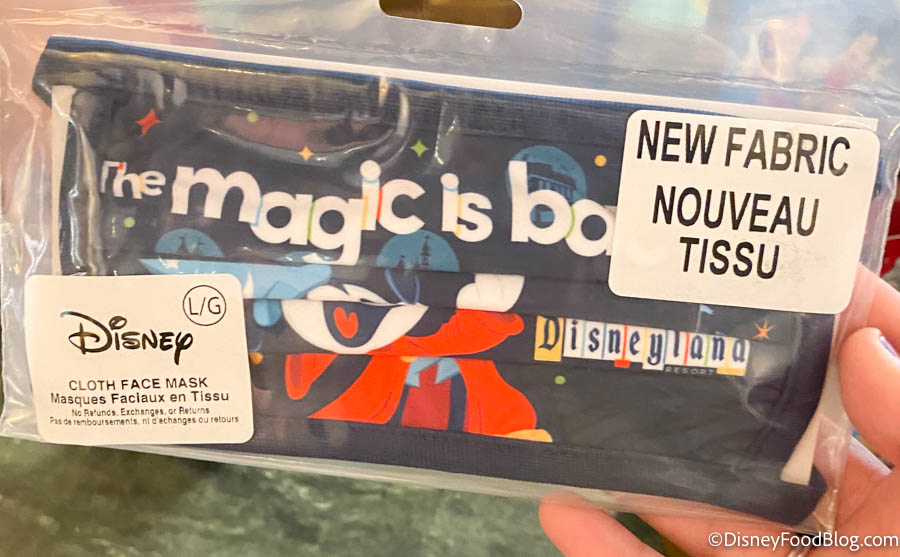 The magic is ba
NEW FABRIC
NOUVEAU
TISSU
L/G
Disney
CLOTH FACE MASK
Masques Faciaux en Tissu
No Refunds, Exchanges, or Returns
Pas de remboursements, ni d'échanges ou retours
Disneyland
RESORT
©DisneyFoodBlog.com